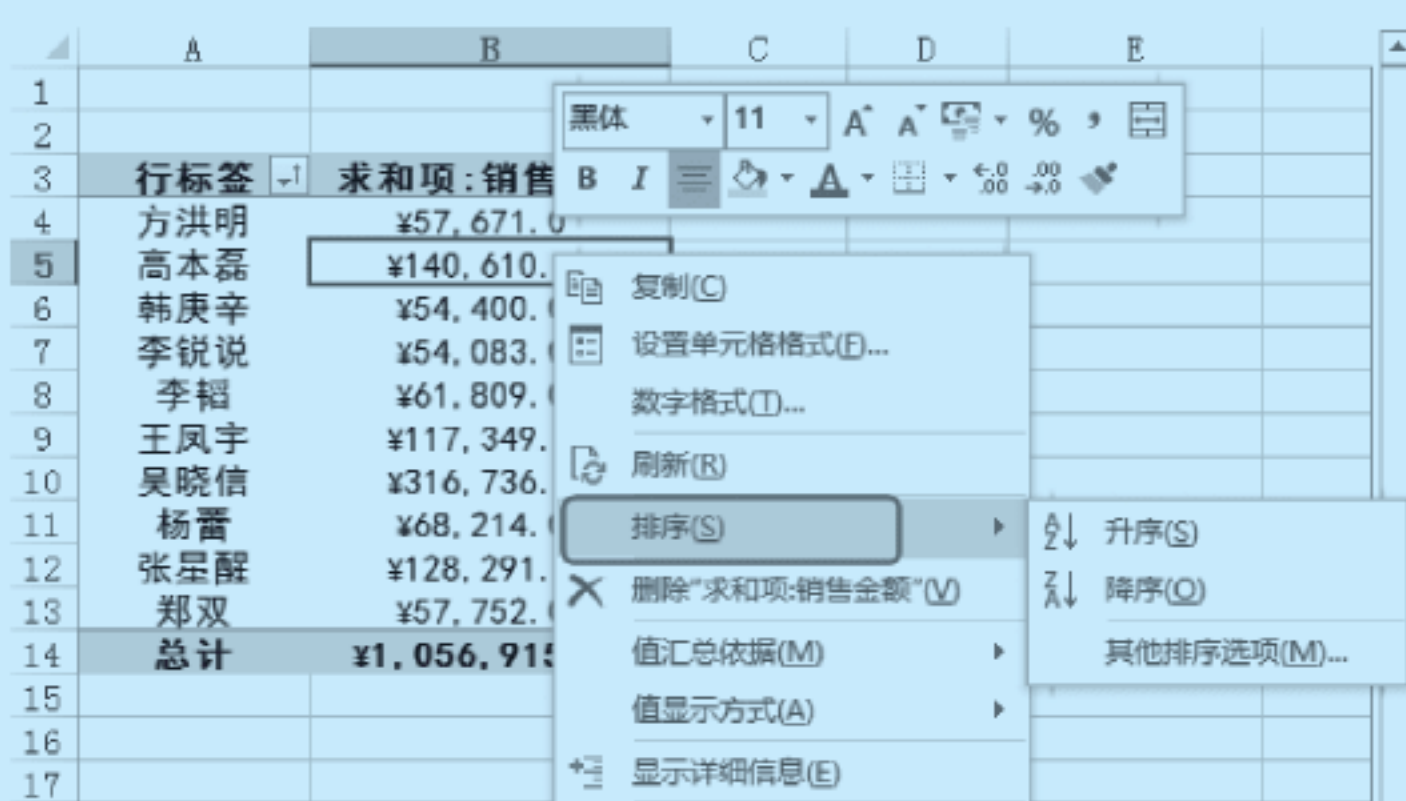 A B C D E
1
2
3 行标签 求和项:销售
4 方洪明 ¥57,671.0
5 高本磊 ¥140,610.
6 韩庚辛 ¥54,400.
7 李锐说 ¥54,083.
8 李韬 ¥61,809.
9 王凤宇 ¥117,349.
10 吴晓信 ¥316,736.
11 杨蕾 ¥68,214.
12 张星醒 ¥128,291.
13 郑双 ¥57,752.
14 总计 ¥1,056,915
15
16
17
黑体 11 A A % ,
B I A .0 .00 .00 .0
复制(C)
设置单元格格式(F)...
数字格式(T)...
刷新(R)
排序(S)
删除"求和项:销售金额"(V)
值汇总依据(M)
值显示方式(A)
显示详细信息(E)
升序(S)
降序(O)
其他排序选项(M)...